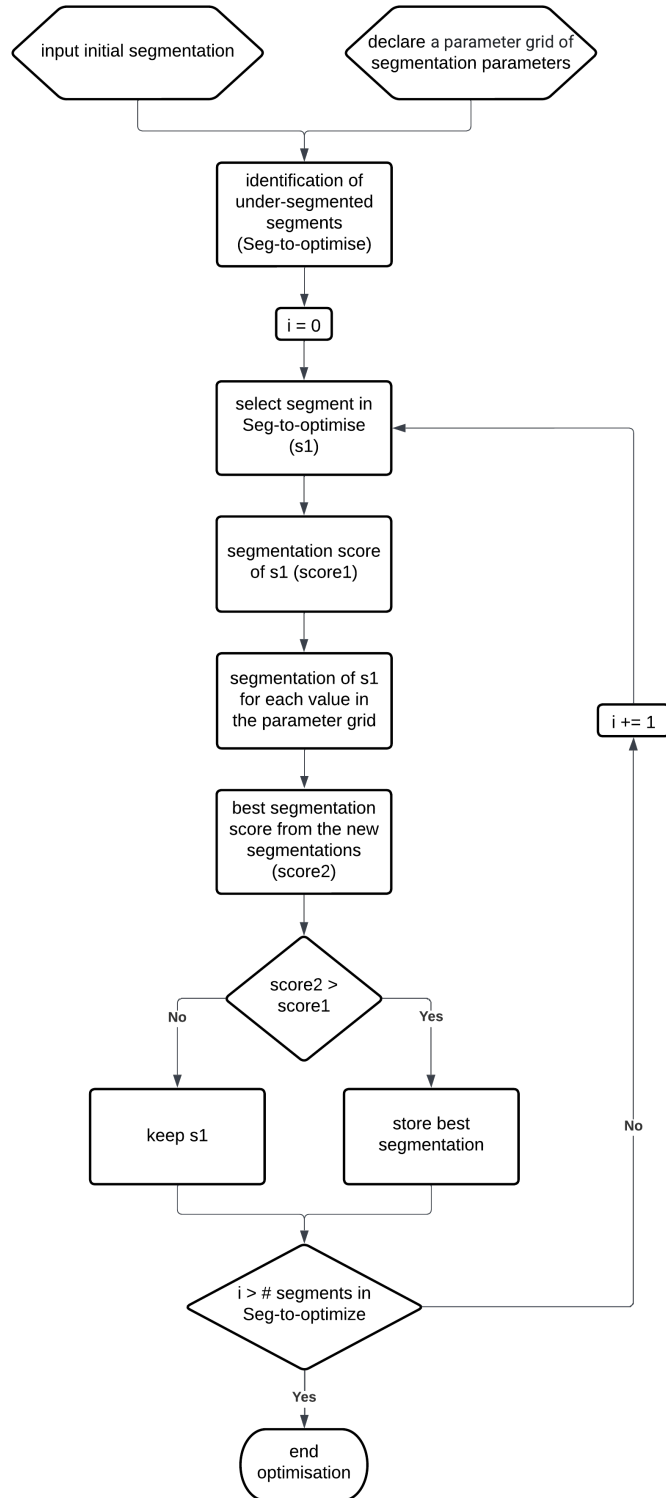 input initial segmentation
declare a parameter grid of
segmentation parameters
identification of
under-segmented
segments
(Seg-to-optimise)
i = 0
select segment in
Seg-to-optimise
(s1)
segmentation score
of s1 (score1)
segmentation of s1
for each value in
the parameter grid
i += 1
best segmentation
score from the new
segmentations
(score2)
score2 >
score1
No
Yes
keep s1
store best
segmentation
No
i > # segments in
Seg-to-optimize
Yes
end
optimisation